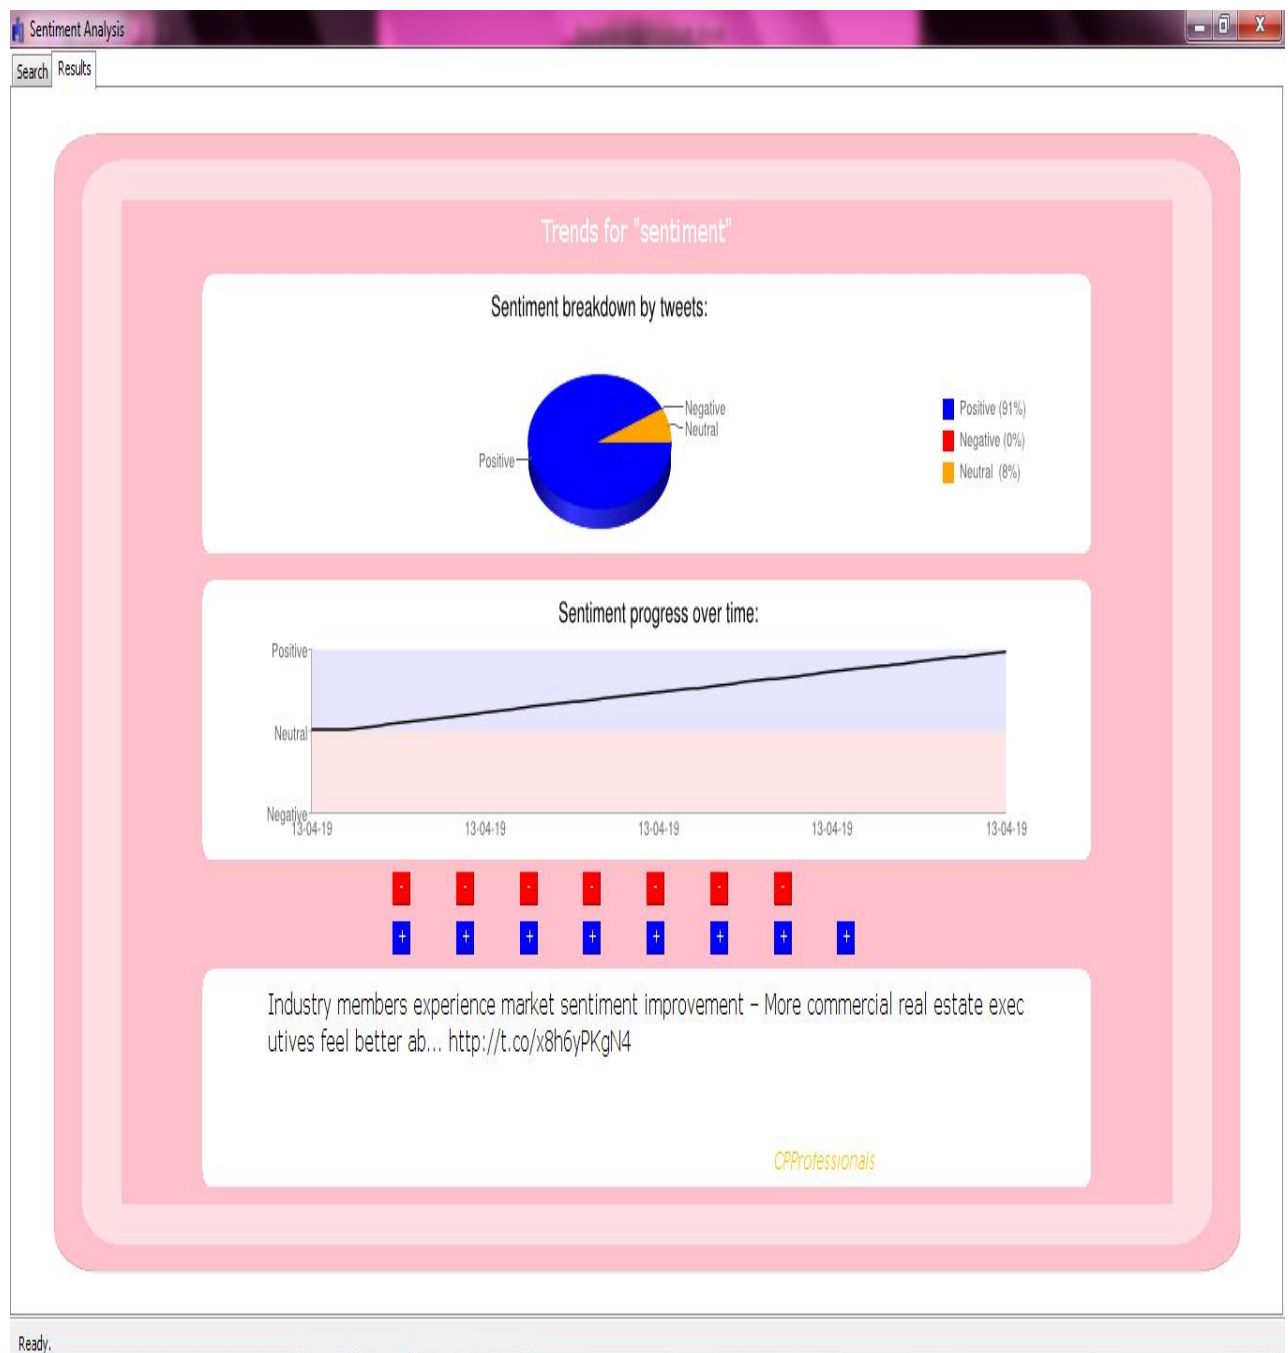 Sentiment Analysis
Search Results
Trends for "sentiment"
Sentiment breakdown by tweets:
Negative
Neutral
Positive
Positive (91%)
Negative (0%)
Neutral (8%)
Sentiment progress over time:
Positive
Neutral
Negative
13-04-19 13-04-19 13-04-19 13-04-19 13-04-19
- - - - - - -
+ + + + + + + +
Industry members experience market sentiment improvement – More commercial real estate exec
utives feel better ab... http://t.co/x8h6yPKgN4
CPProfessionals
Ready.